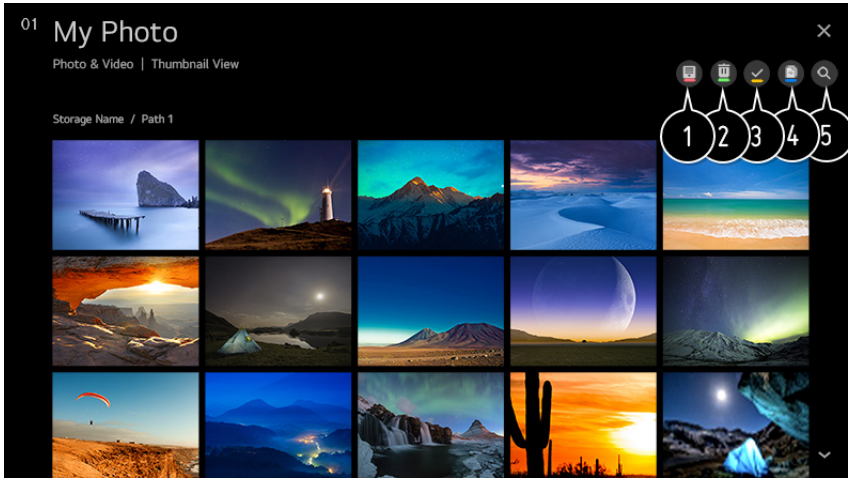 01
My Photo
Photo & Video | Thumbnail View
Storage Name / Path 1
1 2 3 4 5